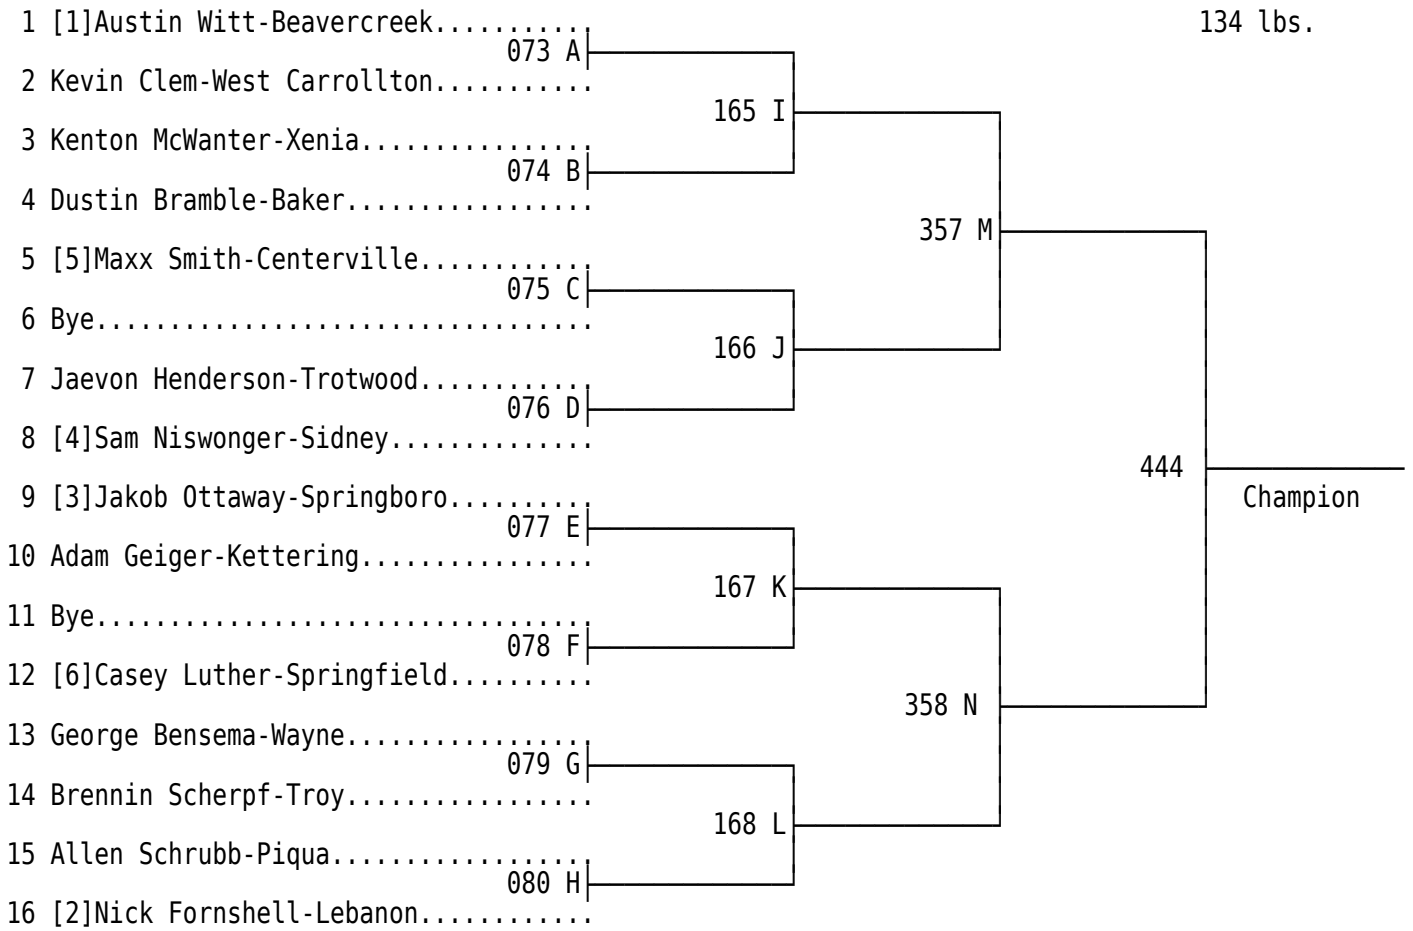 1 [1]Austin Witt-Beavercreek........... 134 lbs.
073 A
2 Kevin Clem-West Carrollton...........
165 I
3 Kenton McWanter-Xenia................
074 B
4 Dustin Bramble-Baker.................
357 M
5 [5]Maxx Smith-Centerville............
075 C
6 Bye..................................
166 J
7 Jaevon Henderson-Trotwood............
076 D
8 [4]Sam Niswonger-Sidney..............
444
9 [3]Jakob Ottaway-Springboro.......... Champion
077 E
10 Adam Geiger-Kettering................
167 K
11 Bye..................................
078 F
12 [6]Casey Luther-Springfield..........
358 N
13 George Bensema-Wayne.................
079 G
14 Brennin Scherpf-Troy.................
168 L
15 Allen Schrubb-Piqua..................
080 H
16 [2]Nick Fornshell-Lebanon............